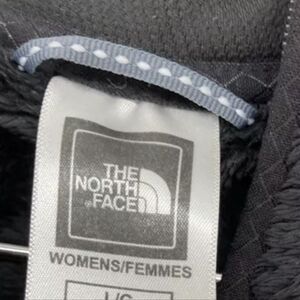 THE
NORTH
FACE
WOMENS/FEMMES
L/G